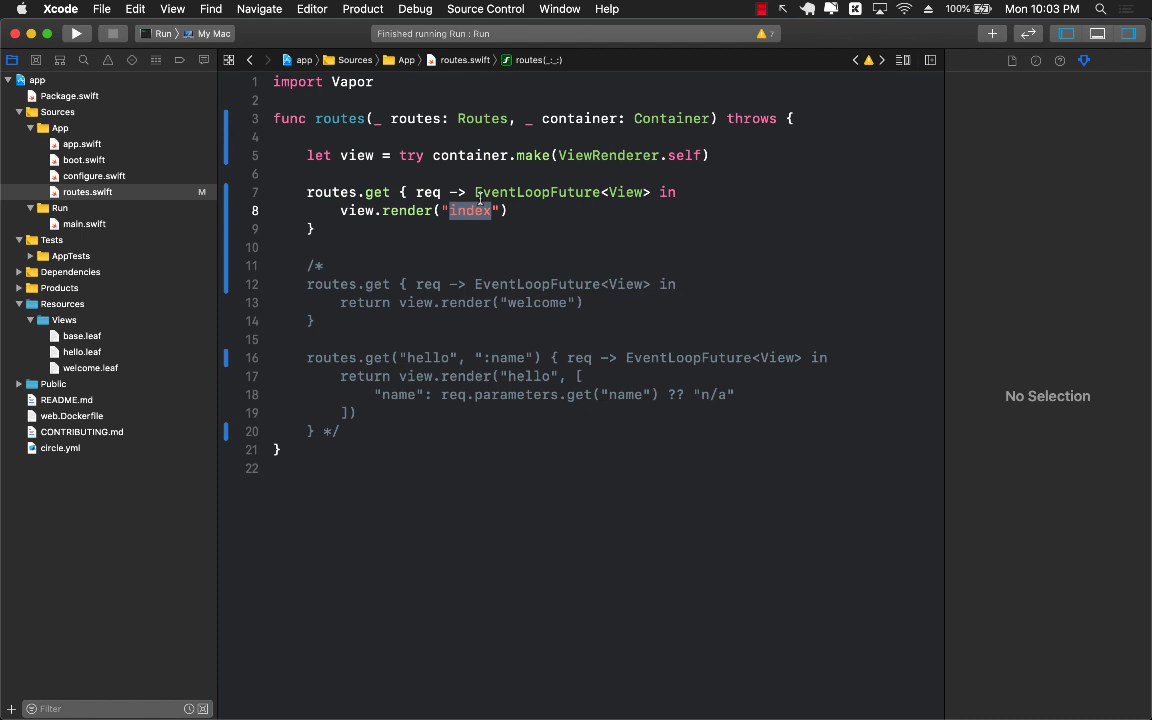 Xcode File Edit View Find Navigate Editor Product Debug Source Control Window Help 100% Mon 10:03 PM
Run My Mac Finished running Run : Run 7
app Sources App routes.swift routes(_:_:)
app
Package.swift
Sources
App
app.swift
boot.swift
configure.swift
routes.swift M
Run
main.swift
Tests
AppTests
Dependencies
Products
Resources
Views
base.leaf
hello.leaf
welcome.leaf
Public
README.md
web.Dockerfile
CONTRIBUTING.md
circle.yml
Filter
1 import Vapor
2
3 func routes(_ routes: Routes, _ container: Container) throws {
4
5 let view = try container.make(ViewRenderer.self)
6
7 routes.get { req -> EventLoopFuture<View> in
8 view.render("index")
9 }
10
11 /*
12 routes.get { req -> EventLoopFuture<View> in
13 return view.render("welcome")
14 }
15
16 routes.get("hello", ":name") { req -> EventLoopFuture<View> in
17 return view.render("hello", [
18 "name": req.parameters.get("name") ?? "n/a"
19 ])
20 } */
21 }
22
No Selection